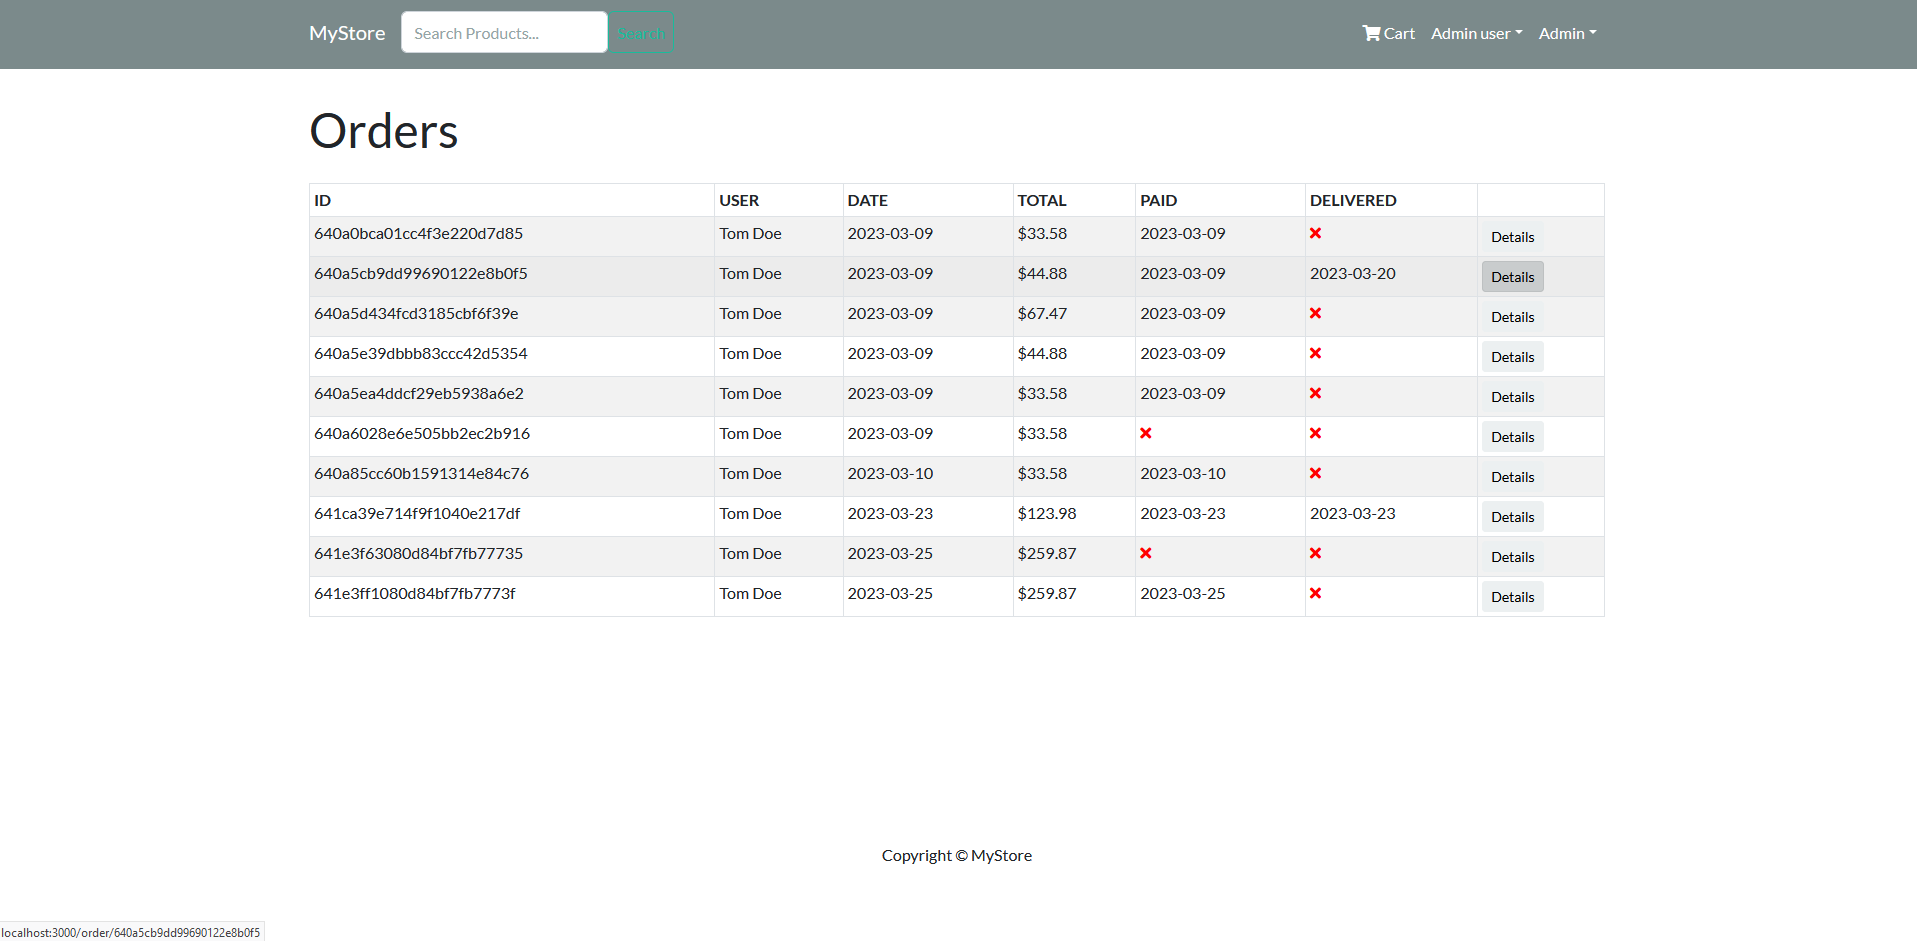 MyStore Search Products... Search Cart Admin user Admin
Orders
ID USER DATE TOTAL PAID DELIVERED
640a0bca01cc4f3e220d7d85 Tom Doe 2023-03-09 $33.58 2023-03-09 Details
640a5cb9dd99690122e8b0f5 Tom Doe 2023-03-09 $44.88 2023-03-09 2023-03-20 Details
640a5d434fcd3185cbf6f39e Tom Doe 2023-03-09 $67.47 2023-03-09 Details
640a5e39dbbb83ccc42d5354 Tom Doe 2023-03-09 $44.88 2023-03-09 Details
640a5ea4ddcf29eb5938a6e2 Tom Doe 2023-03-09 $33.58 2023-03-09 Details
640a6028e6e505bb2ec2b916 Tom Doe 2023-03-09 $33.58 Details
640a85cc60b1591314e84c76 Tom Doe 2023-03-10 $33.58 2023-03-10 Details
641ca39e714f9f1040e217df Tom Doe 2023-03-23 $123.98 2023-03-23 2023-03-23 Details
641e3f63080d84bf7fb77735 Tom Doe 2023-03-25 $259.87 Details
641e3ff1080d84bf7fb7773f Tom Doe 2023-03-25 $259.87 2023-03-25 Details
Copyright © MyStore
localhost:3000/order/640a5cb9dd99690122e8b0f5